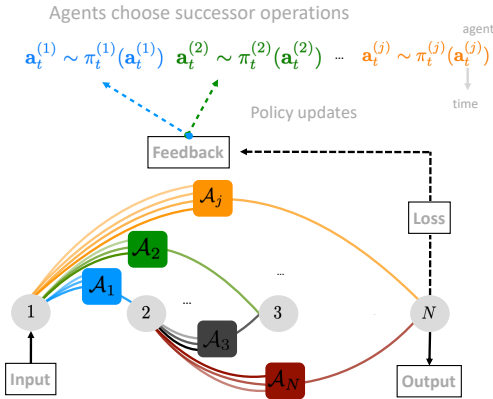 Agents choose successor operations
agent
a_t^{(1)} ∼ π_t^{(1)}(a_t^{(1)}) a_t^{(2)} ∼ π_t^{(2)}(a_t^{(2)}) ... a_t^{(j)} ∼ π_t^{(j)}(a_t^{(j)})
time
Policy updates
Feedback
A_j
Loss
A_2
...
A_1
...
1
2
3
N
A_3
Input
A_N
Output